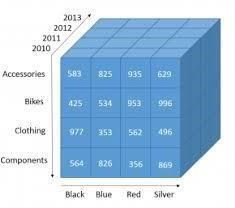 2013
2012
2011
2010
Accessories 583 825 935 629
Bikes 425 534 953 996
Clothing 977 353 562 496
Components 564 826 356 869
Black Blue Red Silver